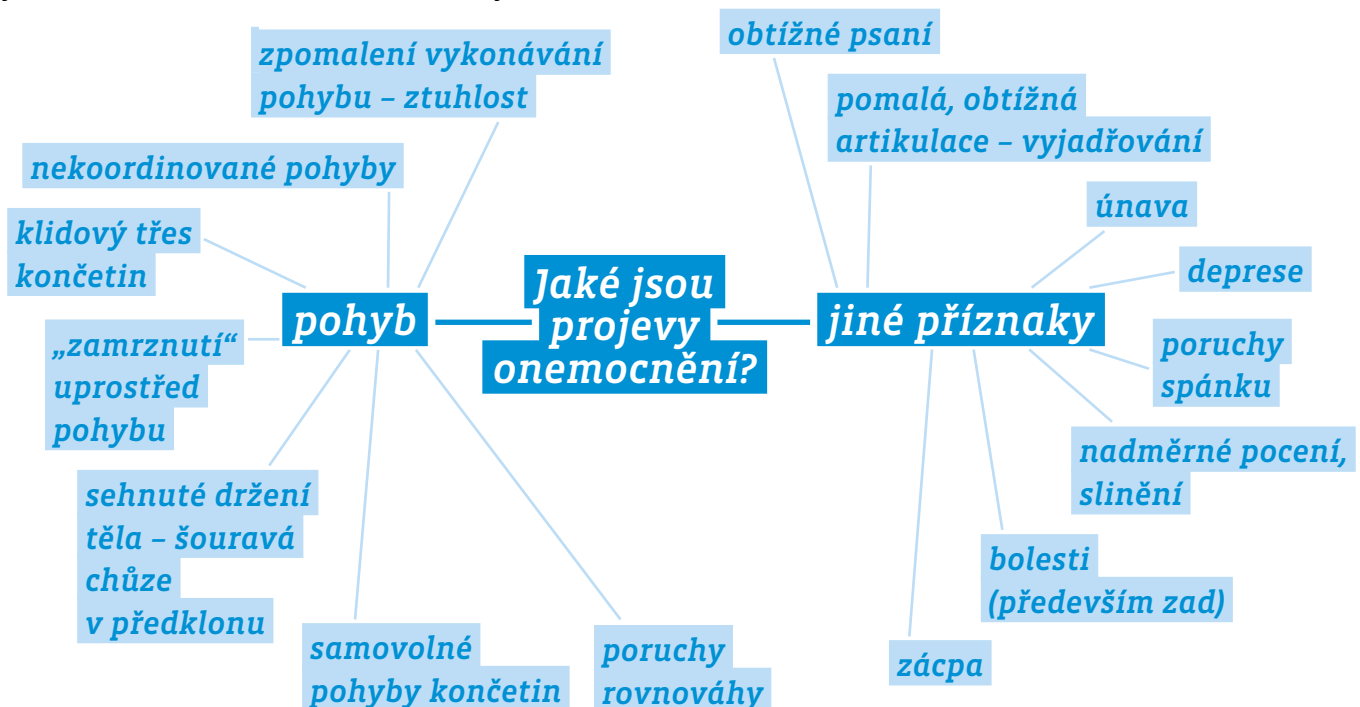 zpomalení vykonávání
pohybu – ztuhlost
nekoordinované pohyby
klidový třes
končetin
„zamrznutí“
uprostřed
pohybu
sehnuté držení
těla – šouravá
chůze
v předklonu
samovolné
pohyby končetin
poruchy
rovnováhy
pohyb
Jaké jsou
projevy
onemocnění?
jiné příznaky
obtížné psaní
pomalá, obtížná
artikulace – vyjadřování
únava
deprese
poruchy
spánku
nadměrné pocení,
slinění
bolesti
(především zad)
zácpa